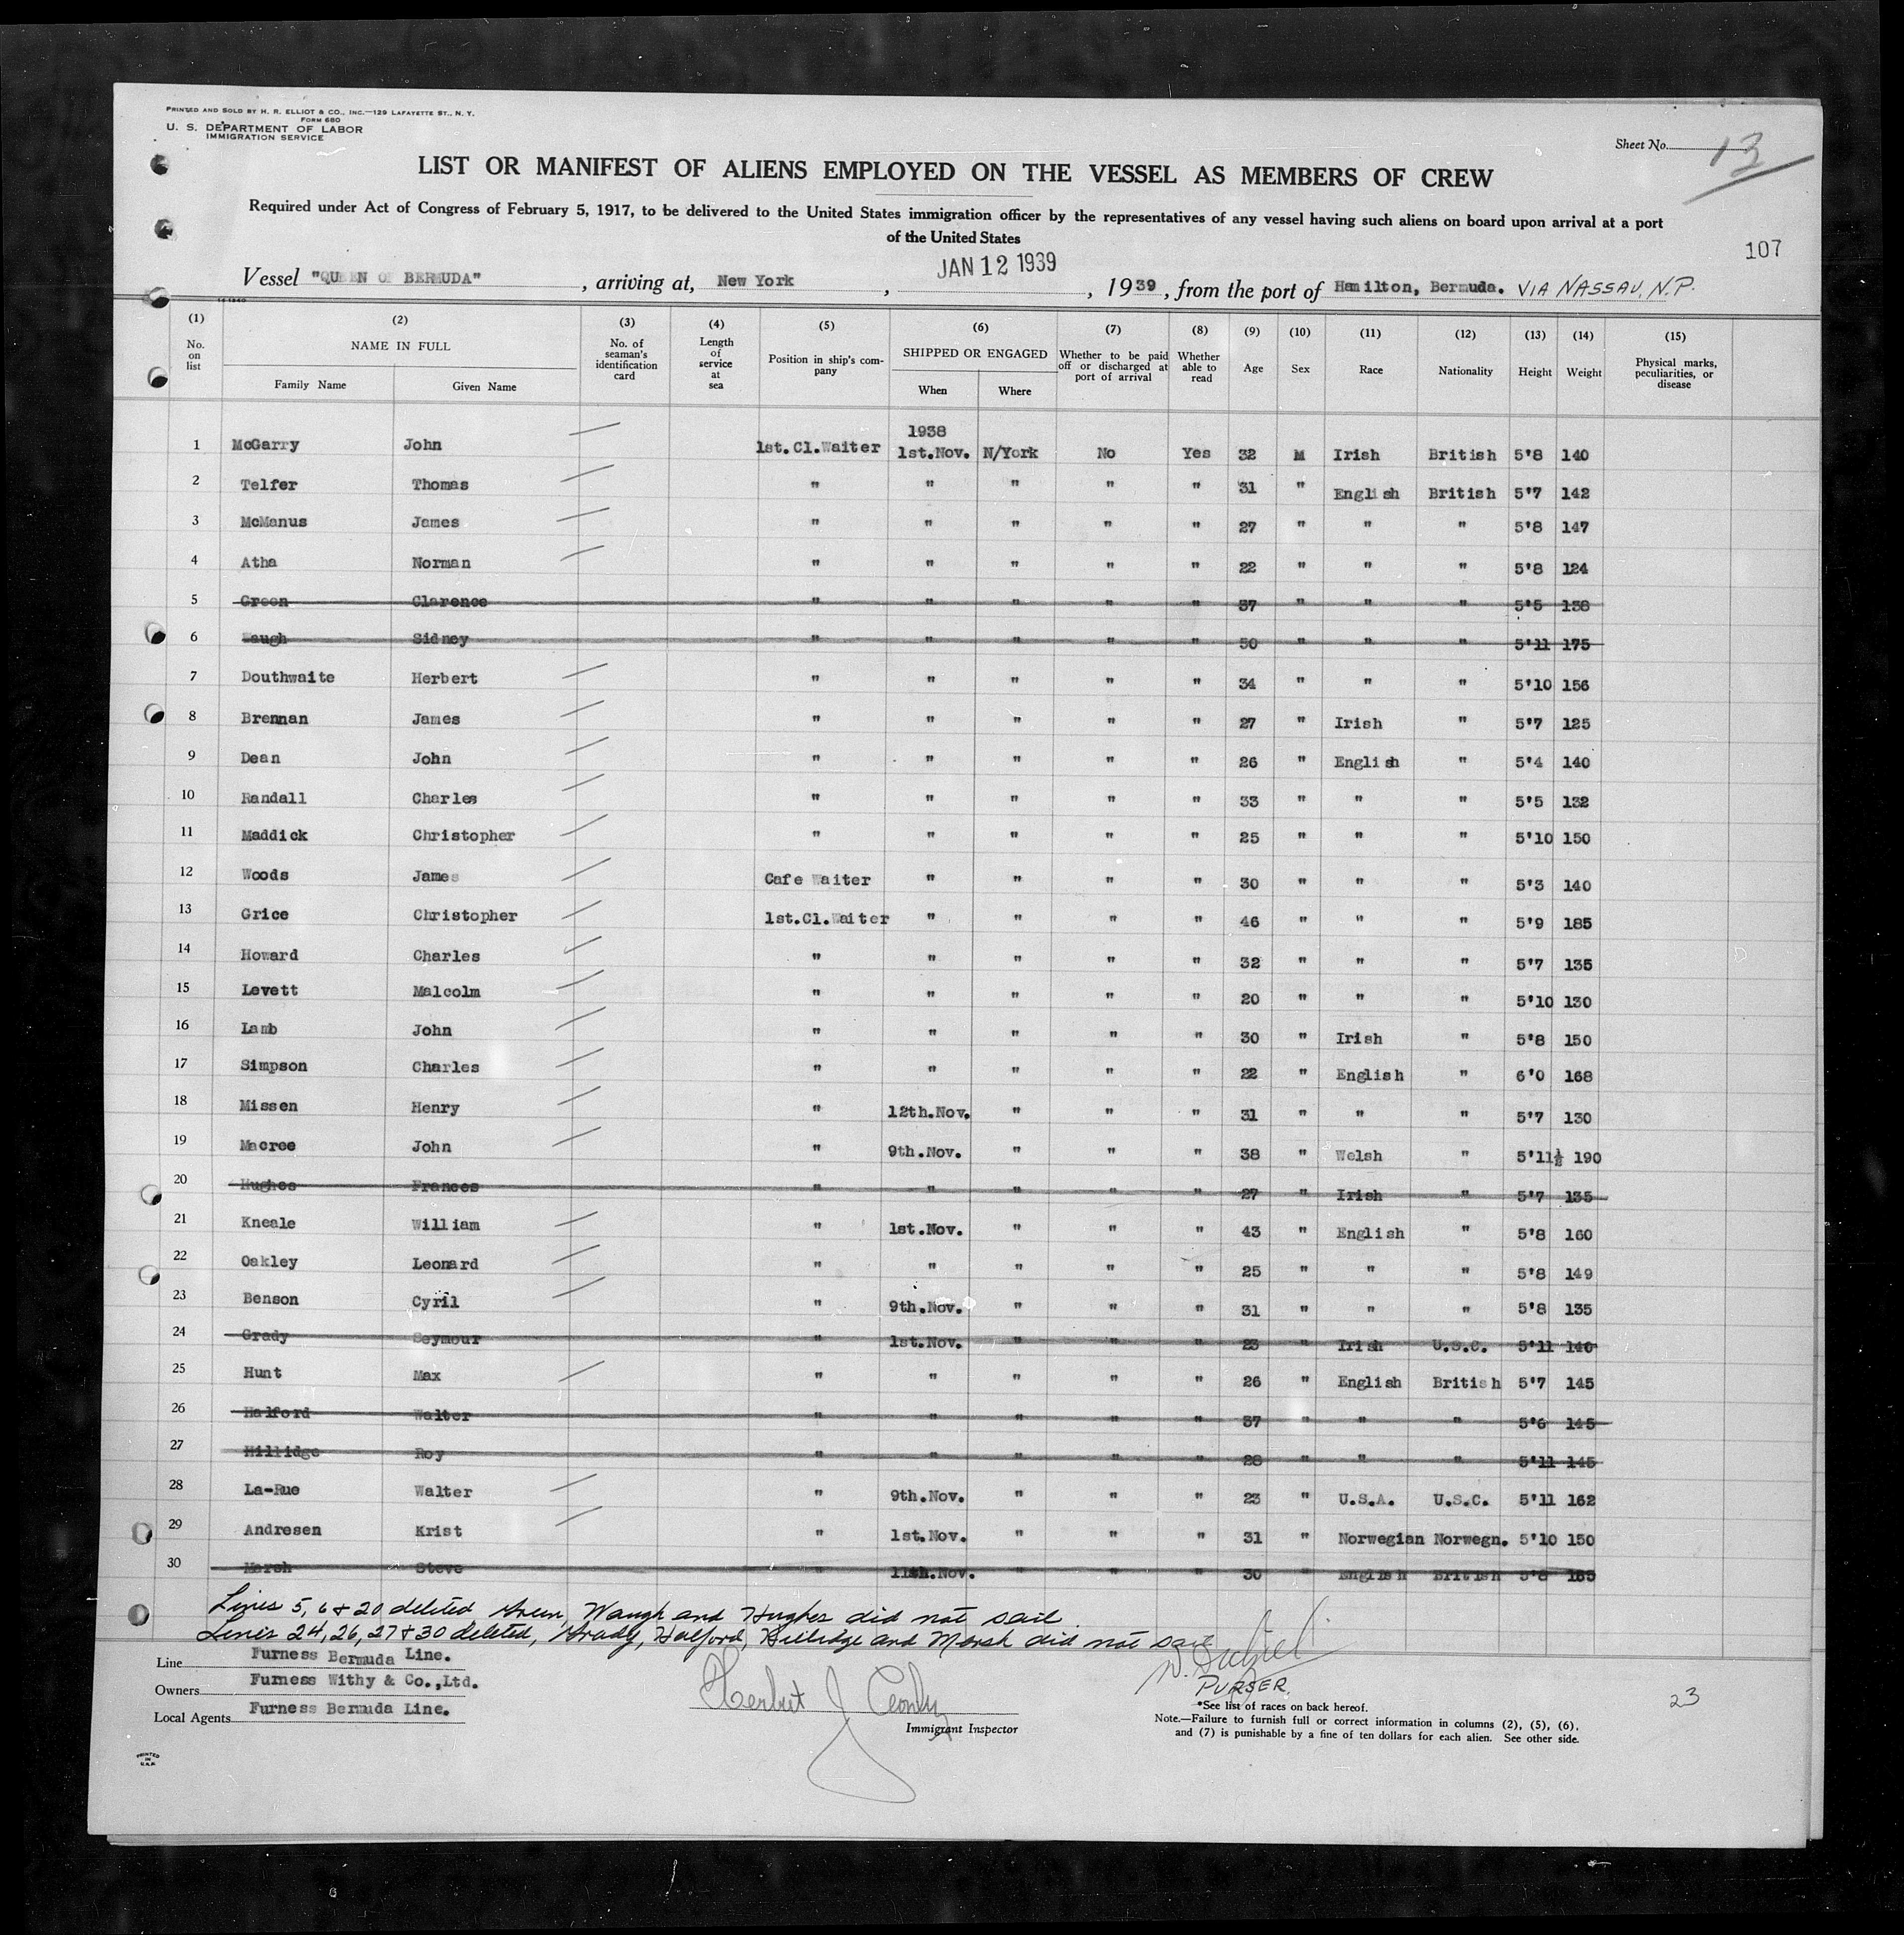 PRINTED AND SOLD BY H. R. ELLIOT & CO., INC.—129 LAFAYETTE ST., N. Y.
FORM 680
U. S. DEPARTMENT OF LABOR
IMMIGRATION SERVICE
Sheet No. 13
LIST OR MANIFEST OF ALIENS EMPLOYED ON THE VESSEL AS MEMBERS OF CREW
Required under Act of Congress of February 5, 1917, to be delivered to the United States immigration officer by the representatives of any vessel having such aliens on board upon arrival at a port
of the United States
107
JAN 12 1939
Vessel "QUEEN OF BERMUDA", arriving at, New York, , 1939, from the port of Hamilton, Bermuda. VIA NASSAU, N.P.
(1) (2) (3) (4) (5) (6) (7) (8) (9) (10) (11) (12) (13) (14) (15)
No. on list NAME IN FULL Family Name Given Name No. of seaman's identification card Length of service at sea Position in ship's company SHIPPED OR ENGAGED When Where Whether to be paid off or discharged at port of arrival Whether able to read Age Sex Race Nationality Height Weight Physical marks, peculiarities, or disease
1938
1 McGarry John 1st.Cl.Waiter 1st.Nov. N/York No Yes 32 M Irish British 5'8 140
2 Telfer Thomas " " " " " 31 " English British 5'7 142
3 McManus James " " " " " 27 " " " 5'8 147
4 Atha Norman " " " " " 22 " " " 5'8 124
5 Green Clarence " " " " " 37 " " " 5'5 138
6 Waugh Sidney " " " " " 50 " " " 5'11 175
7 Douthwaite Herbert " " " " " 34 " " " 5'10 156
8 Brennan James " " " " " 27 " Irish " 5'7 125
9 Dean John " " " " " 26 " English " 5'4 140
10 Randall Charles " " " " " 33 " " " 5'5 132
11 Maddick Christopher " " " " " 25 " " " 5'10 150
12 Woods James Cafe Waiter " " " " 30 " " " 5'3 140
13 Grice Christopher 1st.Cl.Waiter " " " " 46 " " " 5'9 185
14 Howard Charles " " " " " 32 " " " 5'7 135
15 Levett Malcolm " " " " " 20 " " " 5'10 130
16 Lamb John " " " " " 30 " Irish " 5'8 150
17 Simpson Charles " " " " " 22 " English " 6'0 168
18 Missen Henry " 12th.Nov. " " " 31 " " " 5'7 130
19 Macree John " 9th.Nov. " " " 38 " Welsh " 5'11½ 190
20 Hughes Frances " " " " " 27 " Irish " 5'7 135
21 Kneale William " 1st.Nov. " " " 43 " English " 5'8 160
22 Oakley Leonard " " " " " 25 " " " 5'8 149
23 Benson Cyril " 9th.Nov. " " " 31 " " " 5'8 135
24 Grady Seymour " 1st.Nov. " " " 23 " Irish U.S.C. 5'11 140
25 Hunt Max " " " " " 26 " English British 5'7 145
26 Halford Walter " " " " " 37 " " " 5'6 145
27 Hillidge Roy " " " " " 28 " " " 5'11 145
28 La-Rue Walter " 9th.Nov. " " " 23 " U.S.A. U.S.C. 5'11 162
29 Andresen Krist " 1st.Nov. " " " 31 " Norwegian Norwegn. 5'10 150
30 Marsh Steve " 11th.Nov. " " " 30 " English British 5'8
Lines 5, 6 & 20 deleted, Green, Waugh and Hughes did not sail
Lines 24, 26, 27 & 30 deleted, Grady, Halford, Hillidge and Marsh did not sail
Line Furness Bermuda Line.
Owners Furness Withy & Co.,Ltd.
Local Agents Furness Bermuda Line.
Herbert J
Immigrant Inspector
PURSER.
*See list of races on back hereof.
Note.—Failure to furnish full or correct information in columns (2), (5), (6),
and (7) is punishable by a fine of ten dollars for each alien. See other side.
23
PRINTED
IN
U.S.A.